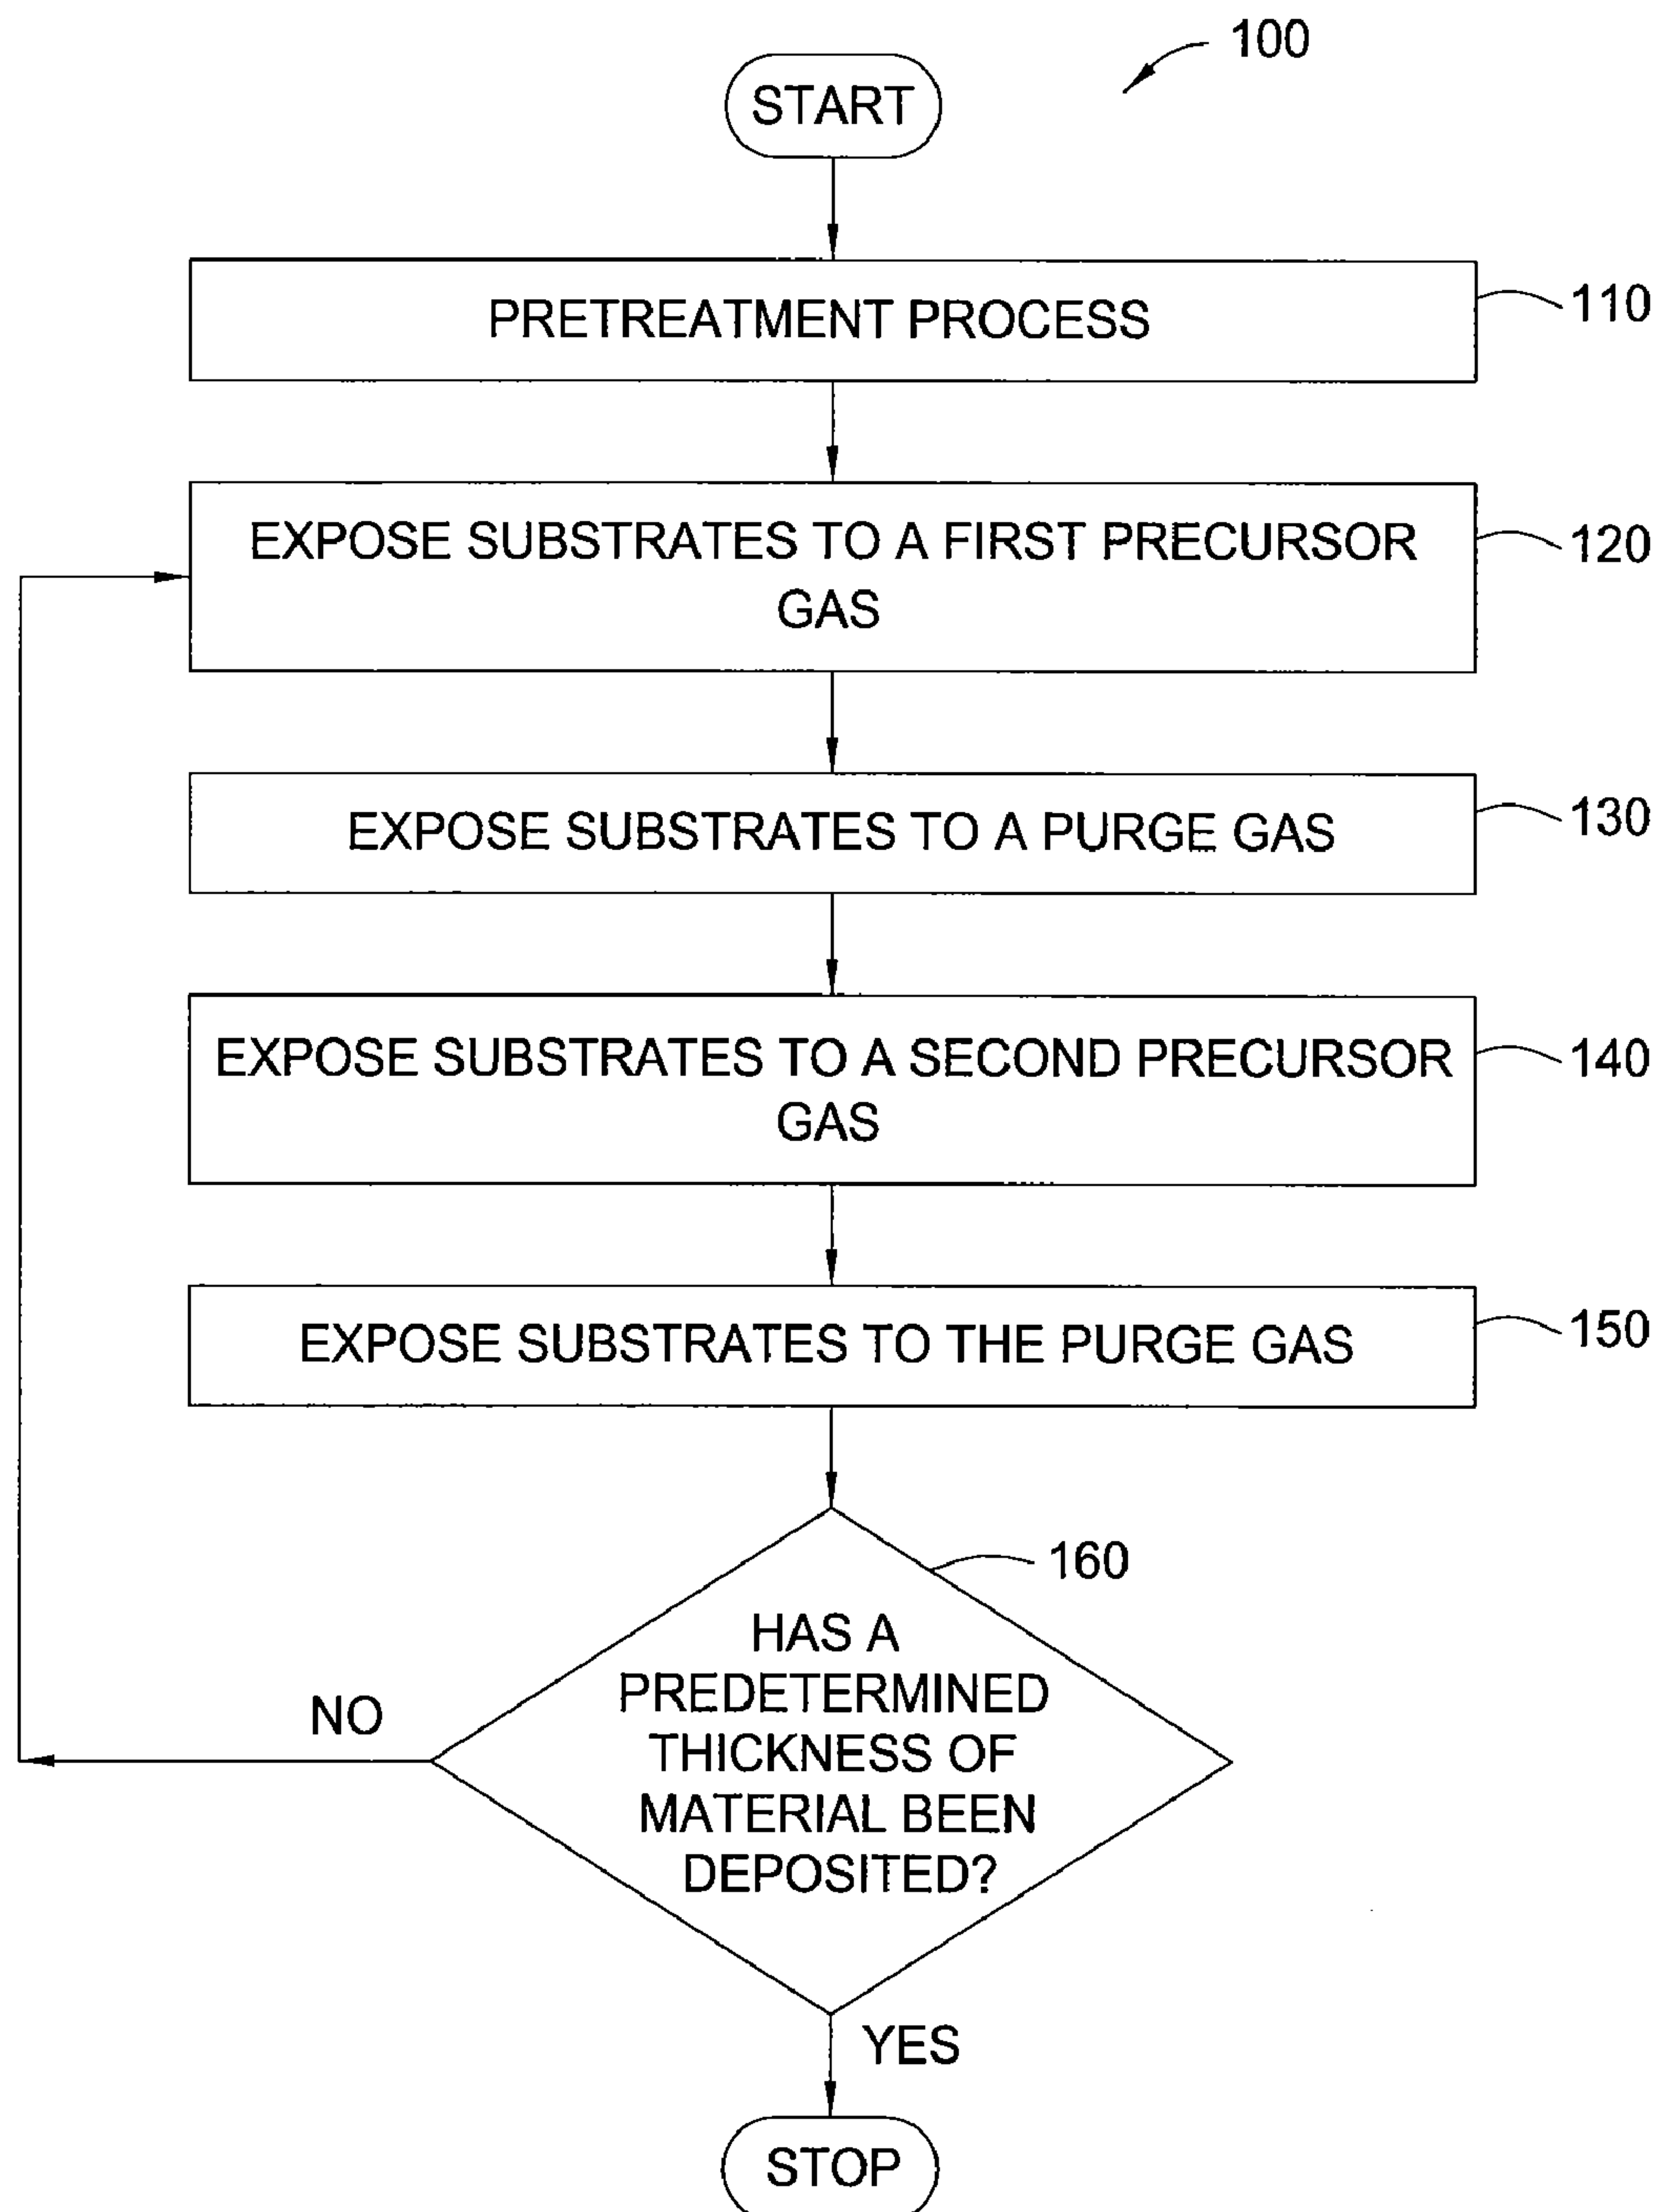 100
START
PRETREATMENT PROCESS
110
EXPOSE SUBSTRATES TO A FIRST PRECURSOR
GAS
120
EXPOSE SUBSTRATES TO A PURGE GAS
130
EXPOSE SUBSTRATES TO A SECOND PRECURSOR
GAS
140
EXPOSE SUBSTRATES TO THE PURGE GAS
150
160
HAS A
PREDETERMINED
THICKNESS OF
MATERIAL BEEN
DEPOSITED?
NO
YES
STOP